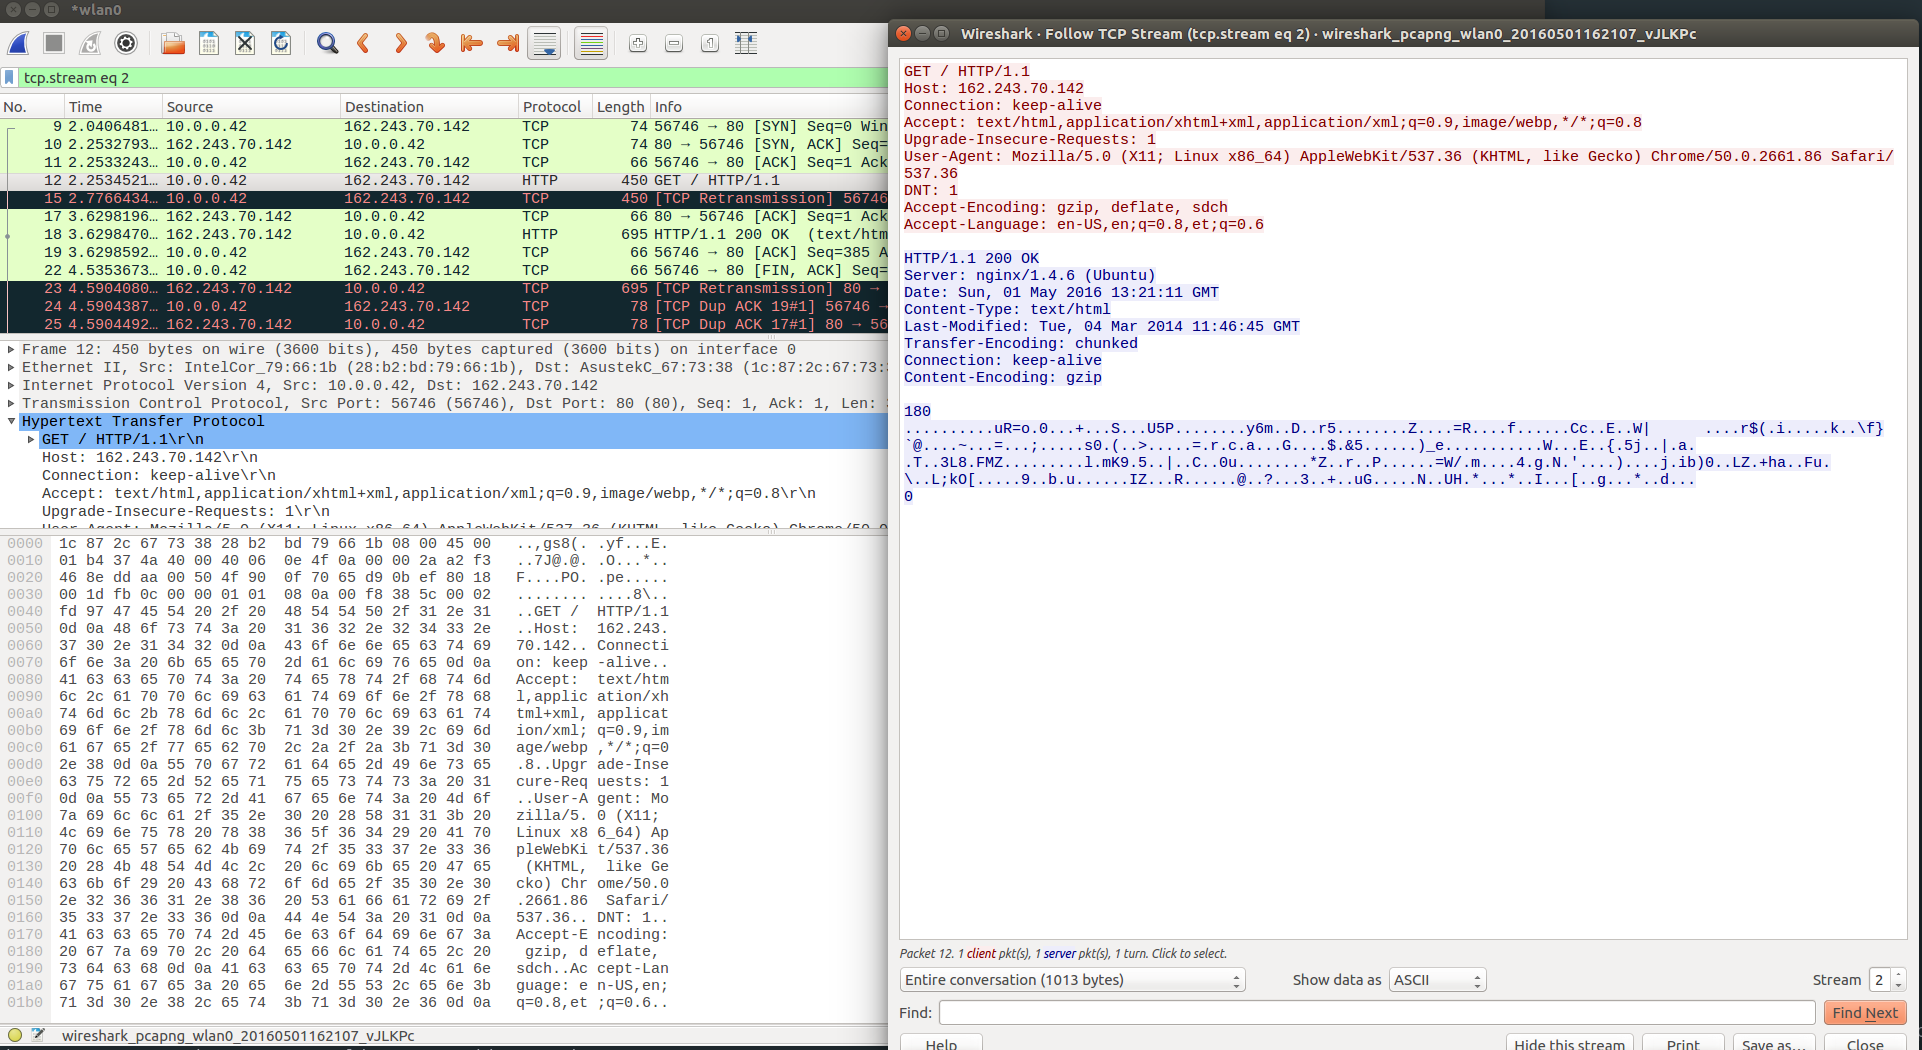 *wlan0
tcp.stream eq 2
No. Time Source Destination Protocol Length Info
9 2.0406481… 10.0.0.42 162.243.70.142 TCP 74 56746 → 80 [SYN] Seq=0 Win
10 2.2532793… 162.243.70.142 10.0.0.42 TCP 74 80 → 56746 [SYN, ACK] Seq=
11 2.2533243… 10.0.0.42 162.243.70.142 TCP 66 56746 → 80 [ACK] Seq=1 Ack
12 2.2534521… 10.0.0.42 162.243.70.142 HTTP 450 GET / HTTP/1.1
15 2.7766434… 10.0.0.42 162.243.70.142 TCP 450 [TCP Retransmission] 56746
17 3.6298196… 162.243.70.142 10.0.0.42 TCP 66 80 → 56746 [ACK] Seq=1 Ack
18 3.6298470… 162.243.70.142 10.0.0.42 HTTP 695 HTTP/1.1 200 OK (text/htm
19 3.6298592… 10.0.0.42 162.243.70.142 TCP 66 56746 → 80 [ACK] Seq=385 A
22 4.5353673… 10.0.0.42 162.243.70.142 TCP 66 56746 → 80 [FIN, ACK] Seq=
23 4.5904080… 162.243.70.142 10.0.0.42 TCP 695 [TCP Retransmission] 80 →
24 4.5904387… 10.0.0.42 162.243.70.142 TCP 78 [TCP Dup ACK 19#1] 56746 →
25 4.5904492… 162.243.70.142 10.0.0.42 TCP 78 [TCP Dup ACK 17#1] 80 → 56
Frame 12: 450 bytes on wire (3600 bits), 450 bytes captured (3600 bits) on interface 0
Ethernet II, Src: IntelCor_79:66:1b (28:b2:bd:79:66:1b), Dst: AsustekC_67:73:38 (1c:87:2c:67:73:
Internet Protocol Version 4, Src: 10.0.0.42, Dst: 162.243.70.142
Transmission Control Protocol, Src Port: 56746 (56746), Dst Port: 80 (80), Seq: 1, Ack: 1, Len:
Hypertext Transfer Protocol
GET / HTTP/1.1\r\n
Host: 162.243.70.142\r\n
Connection: keep-alive\r\n
Accept: text/html,application/xhtml+xml,application/xml;q=0.9,image/webp,*/*;q=0.8\r\n
Upgrade-Insecure-Requests: 1\r\n
User-Agent: Mozilla/5.0 (X11; Linux x86_64) AppleWebKit/537.36 (KHTML, like Gecko) Chrome/50.0
0000 1c 87 2c 67 73 38 28 b2 bd 79 66 1b 08 00 45 00 ..,gs8(. .yf...E.
0010 01 b4 37 4a 40 00 40 06 0e 4f 0a 00 00 2a a2 f3 ..7J@.@. .O...*..
0020 46 8e dd aa 00 50 4f 90 0f 70 65 d9 0b ef 80 18 F....PO. .pe.....
0030 00 1d fb 0c 00 00 01 01 08 0a 00 f8 38 5c 00 02 ........ ....8\..
0040 fd 97 47 45 54 20 2f 20 48 54 54 50 2f 31 2e 31 ..GET / HTTP/1.1
0050 0d 0a 48 6f 73 74 3a 20 31 36 32 2e 32 34 33 2e ..Host: 162.243.
0060 37 30 2e 31 34 32 0d 0a 43 6f 6e 6e 65 63 74 69 70.142.. Connecti
0070 6f 6e 3a 20 6b 65 65 70 2d 61 6c 69 76 65 0d 0a on: keep -alive..
0080 41 63 63 65 70 74 3a 20 74 65 78 74 2f 68 74 6d Accept: text/htm
0090 6c 2c 61 70 70 6c 69 63 61 74 69 6f 6e 2f 78 68 l,applic ation/xh
00a0 74 6d 6c 2b 78 6d 6c 2c 61 70 70 6c 69 63 61 74 tml+xml, applicat
00b0 69 6f 6e 2f 78 6d 6c 3b 71 3d 30 2e 39 2c 69 6d ion/xml; q=0.9,im
00c0 61 67 65 2f 77 65 62 70 2c 2a 2f 2a 3b 71 3d 30 age/webp ,*/*;q=0
00d0 2e 38 0d 0a 55 70 67 72 61 64 65 2d 49 6e 73 65 .8..Upgr ade-Inse
00e0 63 75 72 65 2d 52 65 71 75 65 73 74 73 3a 20 31 cure-Req uests: 1
00f0 0d 0a 55 73 65 72 2d 41 67 65 6e 74 3a 20 4d 6f ..User-A gent: Mo
0100 7a 69 6c 6c 61 2f 35 2e 30 20 28 58 31 31 3b 20 zilla/5. 0 (X11;
0110 4c 69 6e 75 78 20 78 38 36 5f 36 34 29 20 41 70 Linux x8 6_64) Ap
0120 70 6c 65 57 65 62 4b 69 74 2f 35 33 37 2e 33 36 pleWebKi t/537.36
0130 20 28 4b 48 54 4d 4c 2c 20 6c 69 6b 65 20 47 65 (KHTML, like Ge
0140 63 6b 6f 29 20 43 68 72 6f 6d 65 2f 35 30 2e 30 cko) Chr ome/50.0
0150 2e 32 36 36 31 2e 38 36 20 53 61 66 61 72 69 2f .2661.86 Safari/
0160 35 33 37 2e 33 36 0d 0a 44 4e 54 3a 20 31 0d 0a 537.36.. DNT: 1..
0170 41 63 63 65 70 74 2d 45 6e 63 6f 64 69 6e 67 3a Accept-E ncoding:
0180 20 67 7a 69 70 2c 20 64 65 66 6c 61 74 65 2c 20 gzip, d eflate,
0190 73 64 63 68 0d 0a 41 63 63 65 70 74 2d 4c 61 6e sdch..Ac cept-Lan
01a0 67 75 61 67 65 3a 20 65 6e 2d 55 53 2c 65 6e 3b guage: e n-US,en;
01b0 71 3d 30 2e 38 2c 65 74 3b 71 3d 30 2e 36 0d 0a q=0.8,et ;q=0.6..
wireshark_pcapng_wlan0_20160501162107_vJLKPc
Wireshark · Follow TCP Stream (tcp.stream eq 2) · wireshark_pcapng_wlan0_20160501162107_vJLKPc
GET / HTTP/1.1
Host: 162.243.70.142
Connection: keep-alive
Accept: text/html,application/xhtml+xml,application/xml;q=0.9,image/webp,*/*;q=0.8
Upgrade-Insecure-Requests: 1
User-Agent: Mozilla/5.0 (X11; Linux x86_64) AppleWebKit/537.36 (KHTML, like Gecko) Chrome/50.0.2661.86 Safari/
537.36
DNT: 1
Accept-Encoding: gzip, deflate, sdch
Accept-Language: en-US,en;q=0.8,et;q=0.6
HTTP/1.1 200 OK
Server: nginx/1.4.6 (Ubuntu)
Date: Sun, 01 May 2016 13:21:11 GMT
Content-Type: text/html
Last-Modified: Tue, 04 Mar 2014 11:46:45 GMT
Transfer-Encoding: chunked
Connection: keep-alive
Content-Encoding: gzip
180
..........uR=o.0...+...S...U5P........y6m..D..r5........Z....=R....f......Cc..E..W| ....r$(.i.....k..\f}
`@....~...=...;.....s0.(..>.....=.r.c.a...G....$.&5......)_e...........W...E..{.5j..|.a.
.T..3L8.FMZ.........l.mK9.5..|..C..0u........*Z..r..P......=W/.m....4.g.N.'....)....j.ib)0..LZ.+ha..Fu.
\..L;kO[.....9..b.u......IZ...R......@..?...3..+..uG.....N..UH.*...*..I...[..g...*..d...
0
Packet 12. 1 client pkt(s), 1 server pkt(s), 1 turn. Click to select.
Entire conversation (1013 bytes) Show data as ASCII Stream 2
Find: Find Next
Help Hide this stream Print Save as... Close